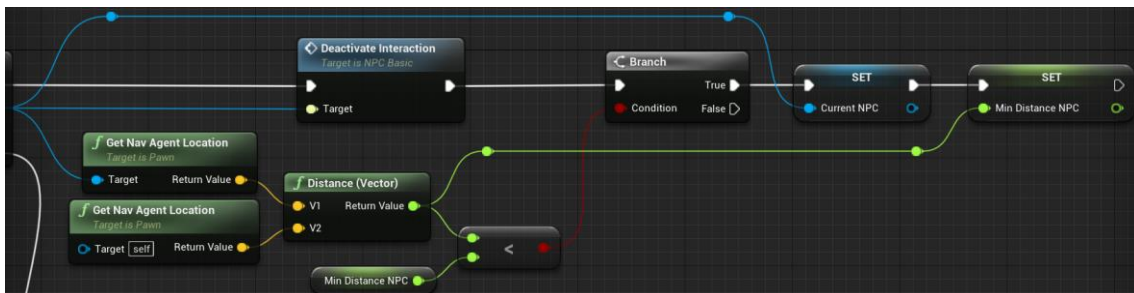 Deactivate Interaction
Target is NPC Basic
Target
Branch
True
Condition
False
SET
Current NPC
SET
Min Distance NPC
Get Nav Agent Location
Target is Pawn
Target
Return Value
Get Nav Agent Location
Target is Pawn
Target self
Return Value
Distance (Vector)
V1
Return Value
V2
<
Min Distance NPC